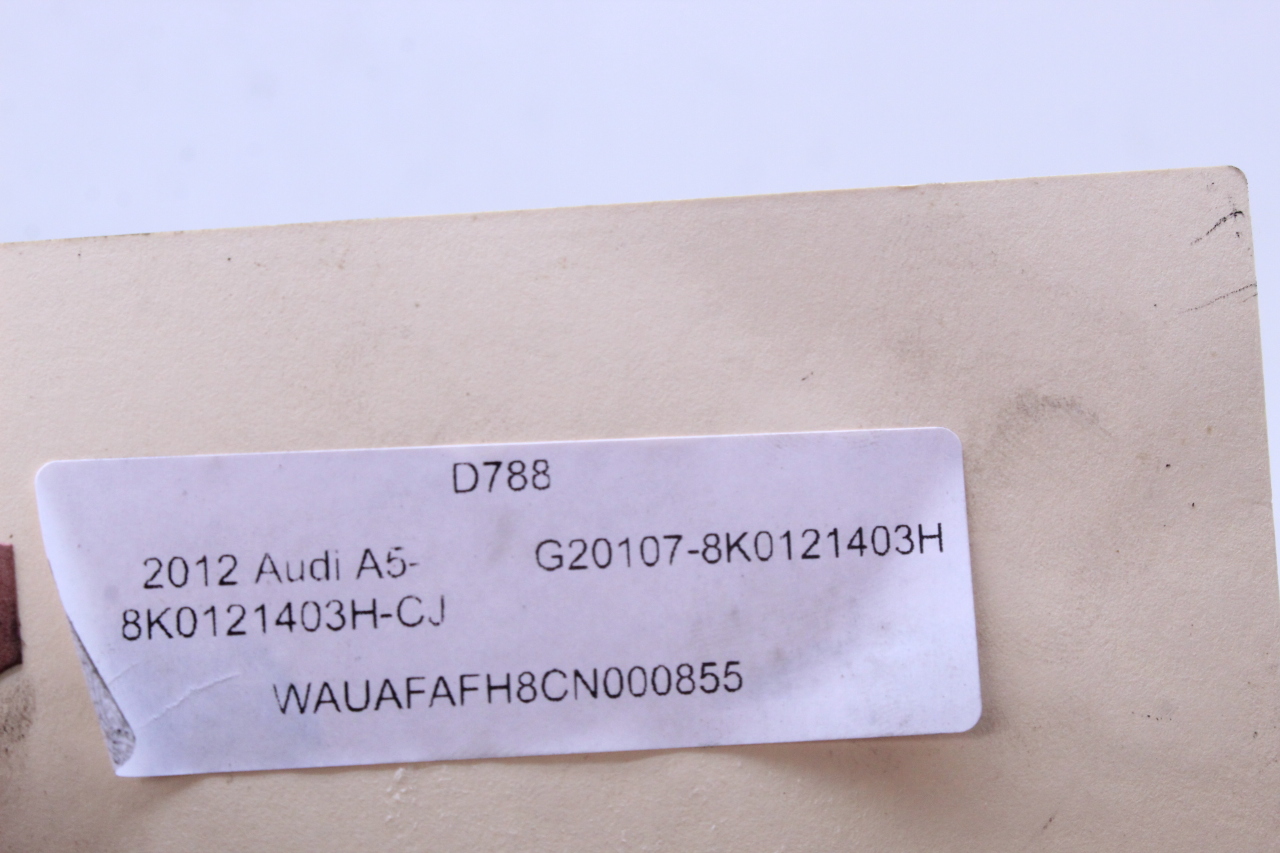 D788
2012 Audi A5-
8K0121403H-CJ
G20107-8K0121403H
WAUAFAFH8CN000855